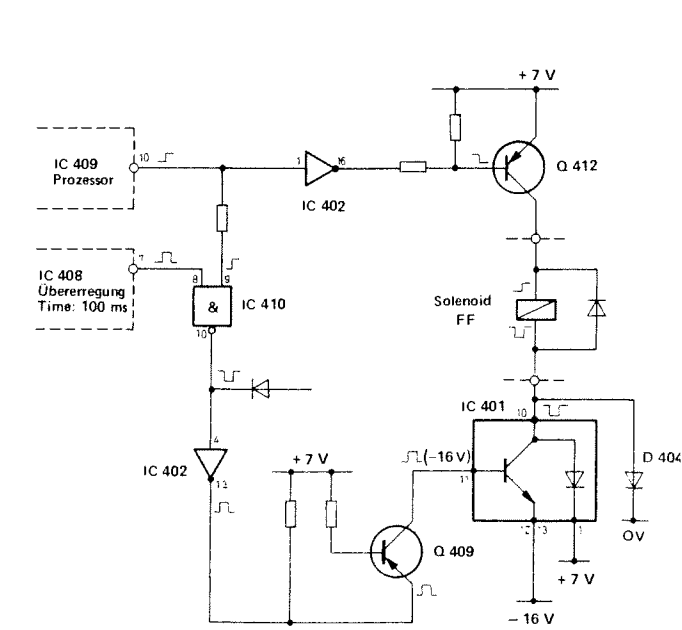 + 7 V
IC 409
Prozessor
10
1
16
IC 402
Q 412
IC 408
Übererregung
Time: 100 ms
7
8
9
&
IC 410
10
Solenoid
FF
IC 401
10
4
IC 402
13
+ 7 V
(−16 V)
11
D 404
Q 409
12
13
1
0V
+ 7 V
− 16 V